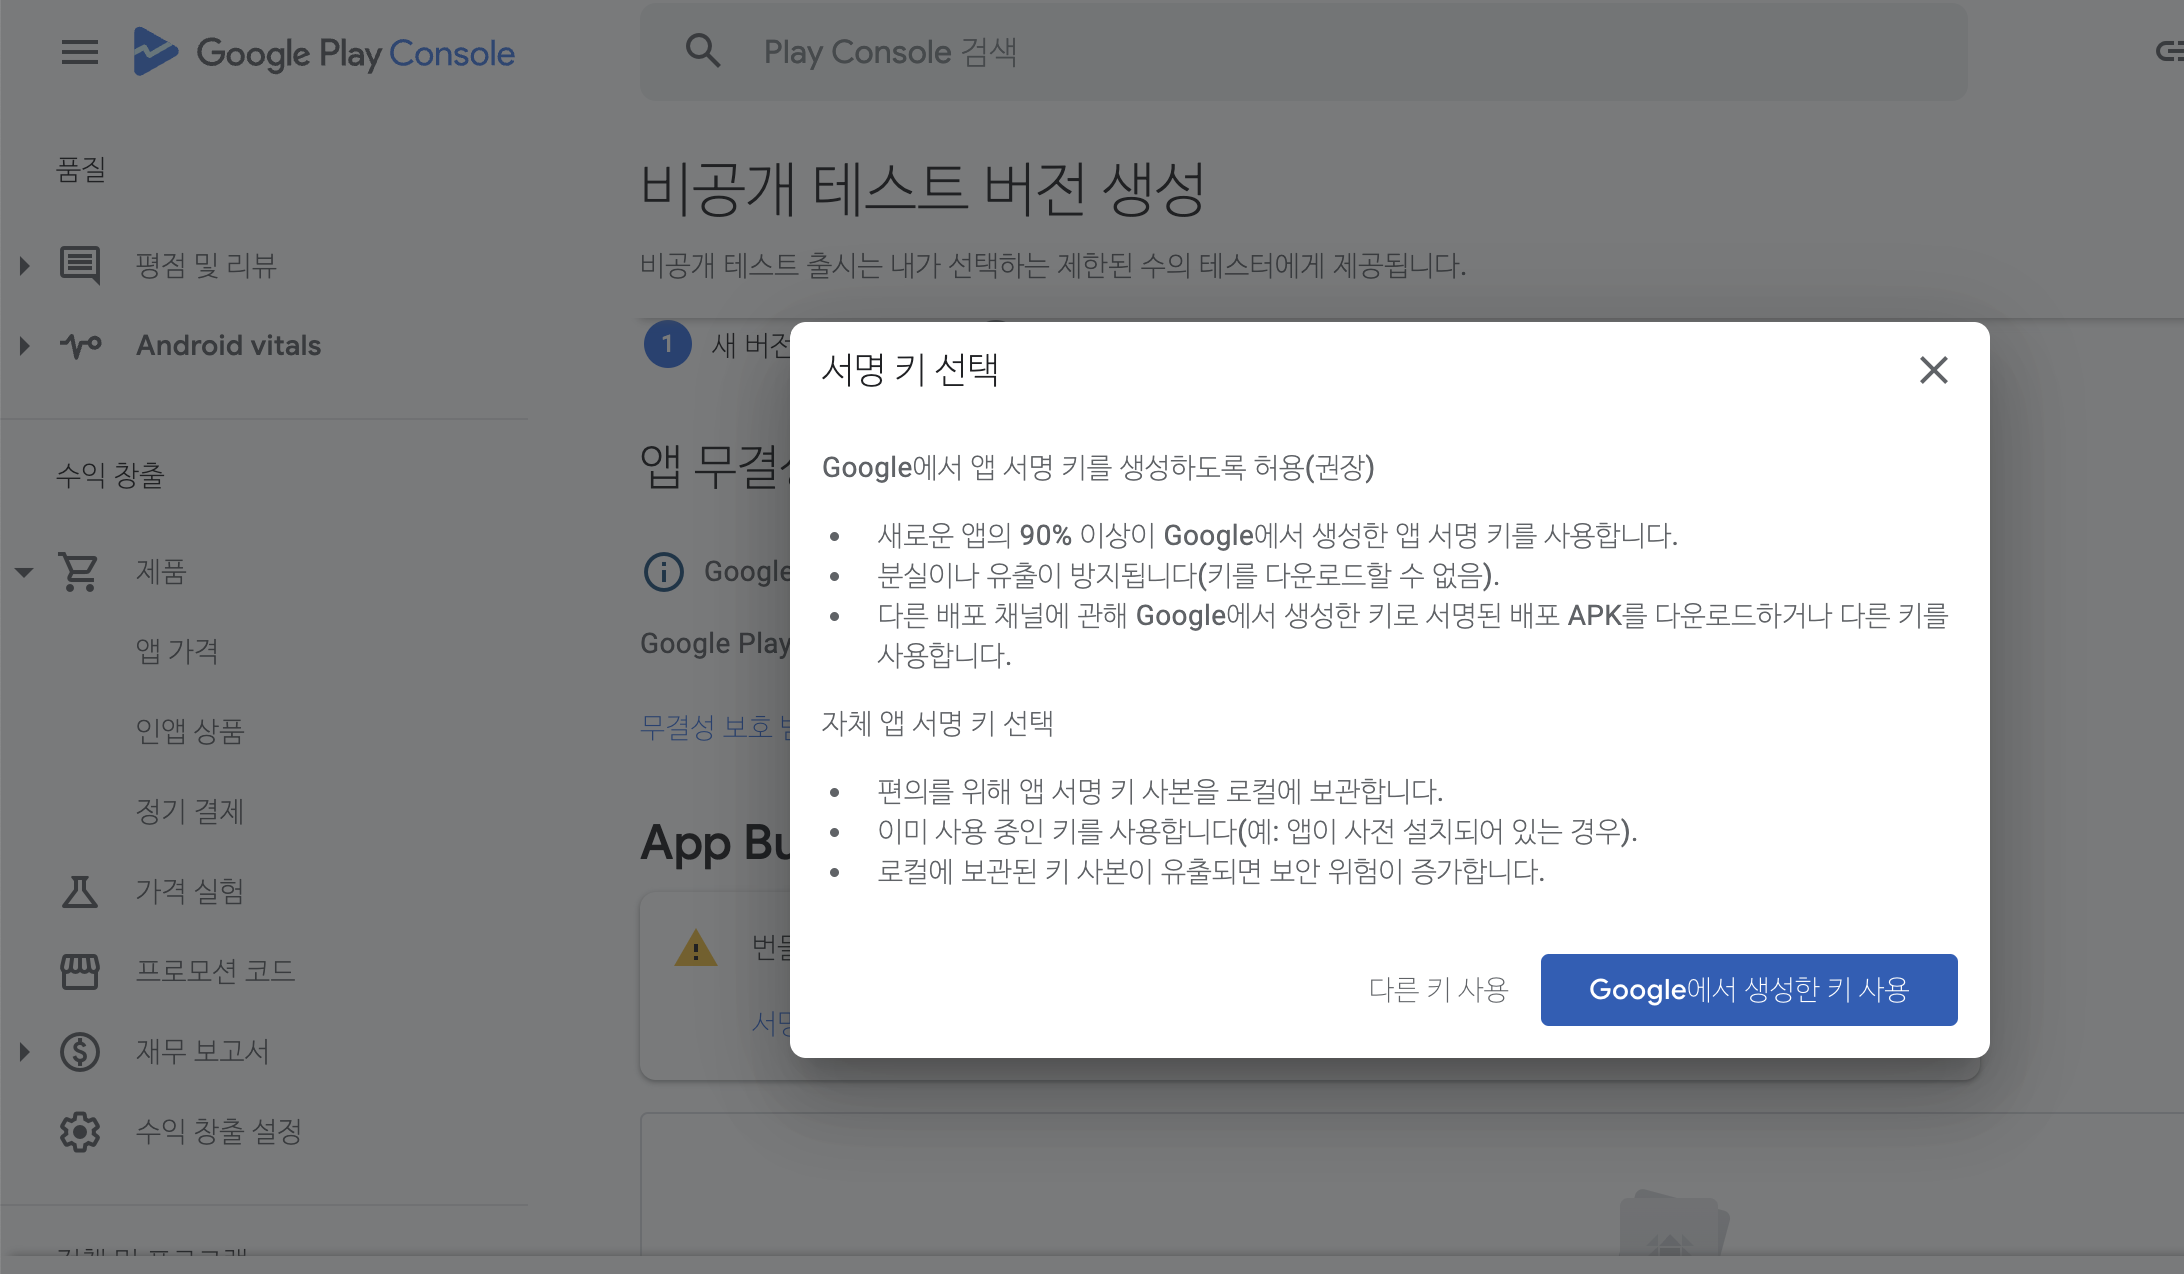 Google Play Console
Play Console 검색
품질
평점 및 리뷰
Android vitals
수익 창출
제품
앱 가격
인앱 상품
정기 결제
가격 실험
프로모션 코드
재무 보고서
수익 창출 설정
비공개 테스트 버전 생성
비공개 테스트 출시는 내가 선택하는 제한된 수의 테스터에게 제공됩니다.
1 새 버전
앱
Google
Google Play
무결성 보호
App
서명 키 선택
Google에서 앱 서명 키를 생성하도록 허용(권장)
• 새로운 앱의 90% 이상이 Google에서 생성한 앱 서명 키를 사용합니다.
• 분실이나 유출이 방지됩니다(키를 다운로드할 수 없음).
• 다른 배포 채널에 관해 Google에서 생성한 키로 서명된 배포 APK를 다운로드하거나 다른 키를
사용합니다.
자체 앱 서명 키 선택
• 편의를 위해 앱 서명 키 사본을 로컬에 보관합니다.
• 이미 사용 중인 키를 사용합니다(예: 앱이 사전 설치되어 있는 경우).
• 로컬에 보관된 키 사본이 유출되면 보안 위험이 증가합니다.
다른 키 사용
Google에서 생성한 키 사용